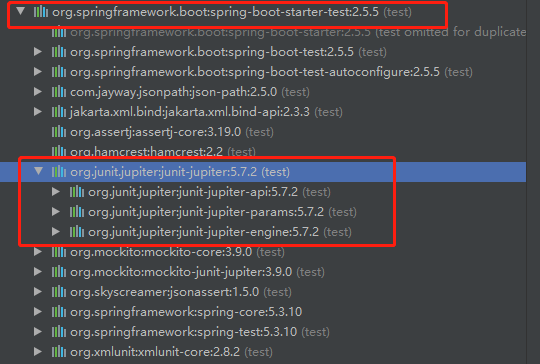 org.springframework.boot:spring-boot-starter-test:2.5.5 (test)
org.springframework.boot:spring-boot-starter:2.5.5 (test omitted for duplicate
org.springframework.boot:spring-boot-test:2.5.5 (test)
org.springframework.boot:spring-boot-test-autoconfigure:2.5.5 (test)
com.jayway.jsonpath:json-path:2.5.0 (test)
jakarta.xml.bind:jakarta.xml.bind-api:2.3.3 (test)
org.assertj:assertj-core:3.19.0 (test)
org.hamcrest:hamcrest:2.2 (test)
org.junit.jupiter:junit-jupiter:5.7.2 (test)
org.junit.jupiter:junit-jupiter-api:5.7.2 (test)
org.junit.jupiter:junit-jupiter-params:5.7.2 (test)
org.junit.jupiter:junit-jupiter-engine:5.7.2 (test)
org.mockito:mockito-core:3.9.0 (test)
org.mockito:mockito-junit-jupiter:3.9.0 (test)
org.skyscreamer:jsonassert:1.5.0 (test)
org.springframework:spring-core:5.3.10
org.springframework:spring-test:5.3.10 (test)
org.xmlunit:xmlunit-core:2.8.2 (test)